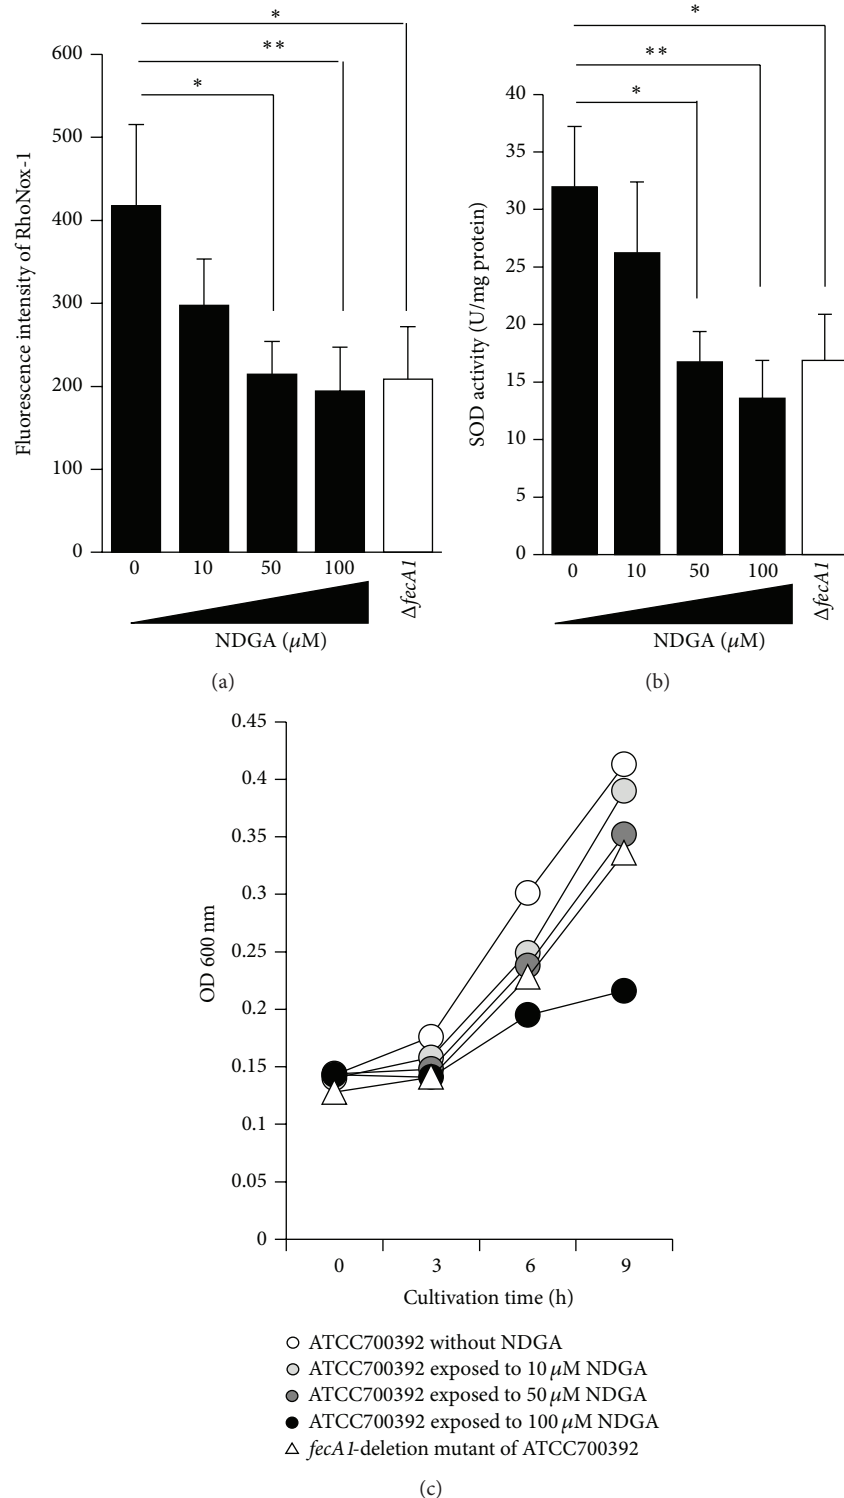 *
**
*
600
500
400
300
200
100
0
Fluorescence intensity of RhoNox-1
0 10 50 100 ΔfecA1
NDGA (μM)
(a)
*
**
*
40
35
30
25
20
15
10
5
0
SOD activity (U/mg protein)
0 10 50 100 ΔfecA1
NDGA (μM)
(b)
0.45
0.4
0.35
0.3
0.25
0.2
0.15
0.1
0.05
0
OD 600 nm
0 3 6 9
Cultivation time (h)
ATCC700392 without NDGA
ATCC700392 exposed to 10 μM NDGA
ATCC700392 exposed to 50 μM NDGA
ATCC700392 exposed to 100 μM NDGA
fecA1-deletion mutant of ATCC700392
(c)